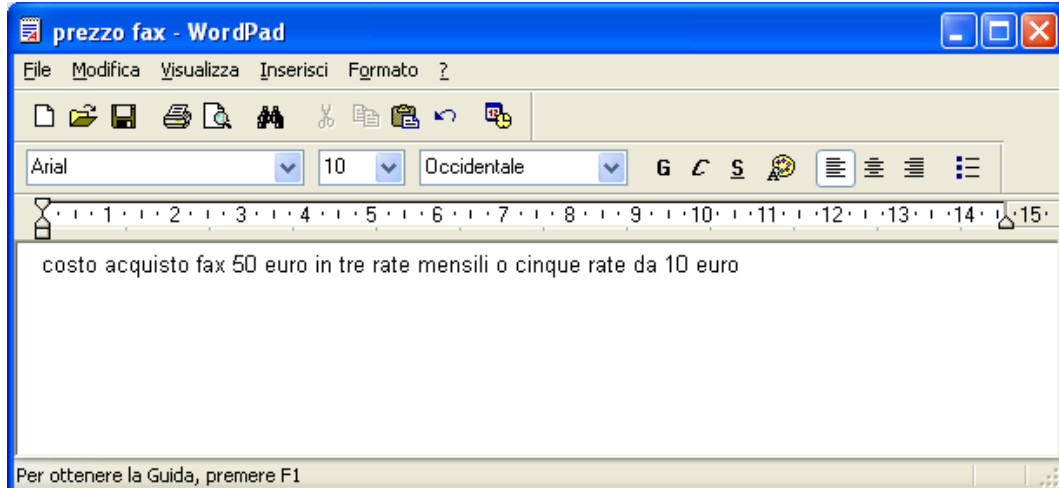 prezzo fax - WordPad
File Modifica Visualizza Inserisci Formato ?
Arial 10 Occidentale G C S
1 2 3 4 5 6 7 8 9 10 11 12 13 14 15
costo acquisto fax 50 euro in tre rate mensili o cinque rate da 10 euro
Per ottenere la Guida, premere F1